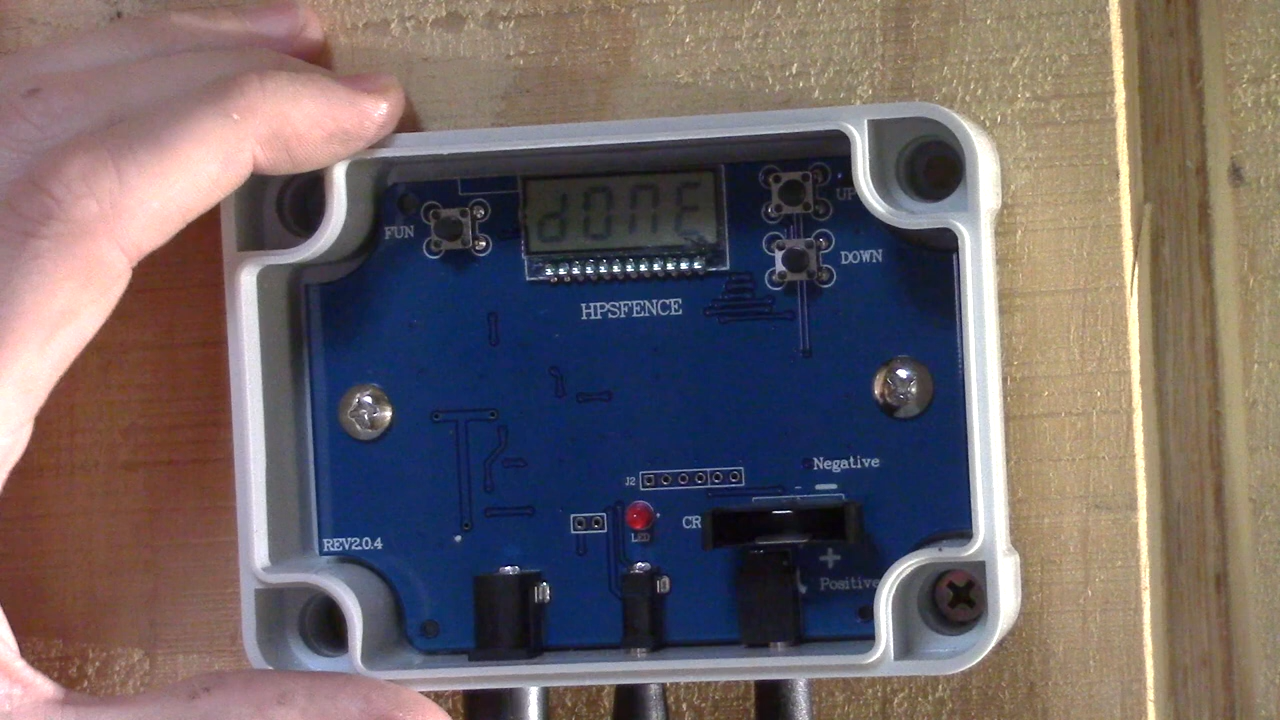 dONE
UP
FUN
DOWN
HPSFENCE
Negative
-
J2
CR
LED
REV2.0.4
+
Positive